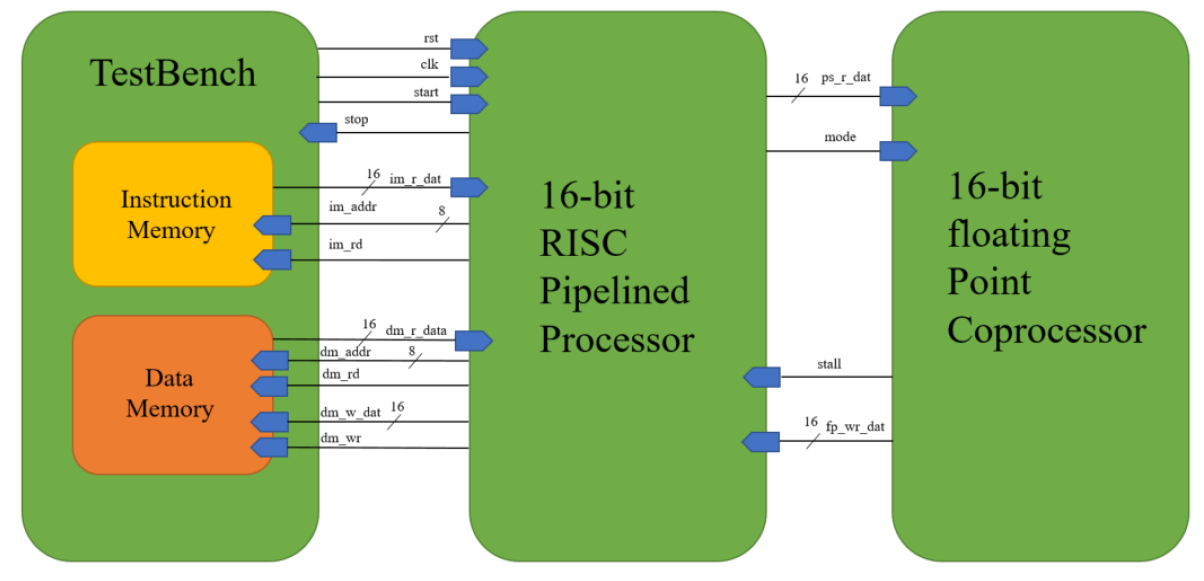 TestBench
rst
clk
start
stop
Instruction
Memory
16 im_r_dat
im_addr 8
im_rd
Data
Memory
16 dm_r_data
dm_addr 8
dm_rd
dm_w_dat 16
dm_wr
16-bit
RISC
Pipelined
Processor
16 ps_r_dat
mode
stall
16 fp_wr_dat
16-bit
floating
Point
Coprocessor